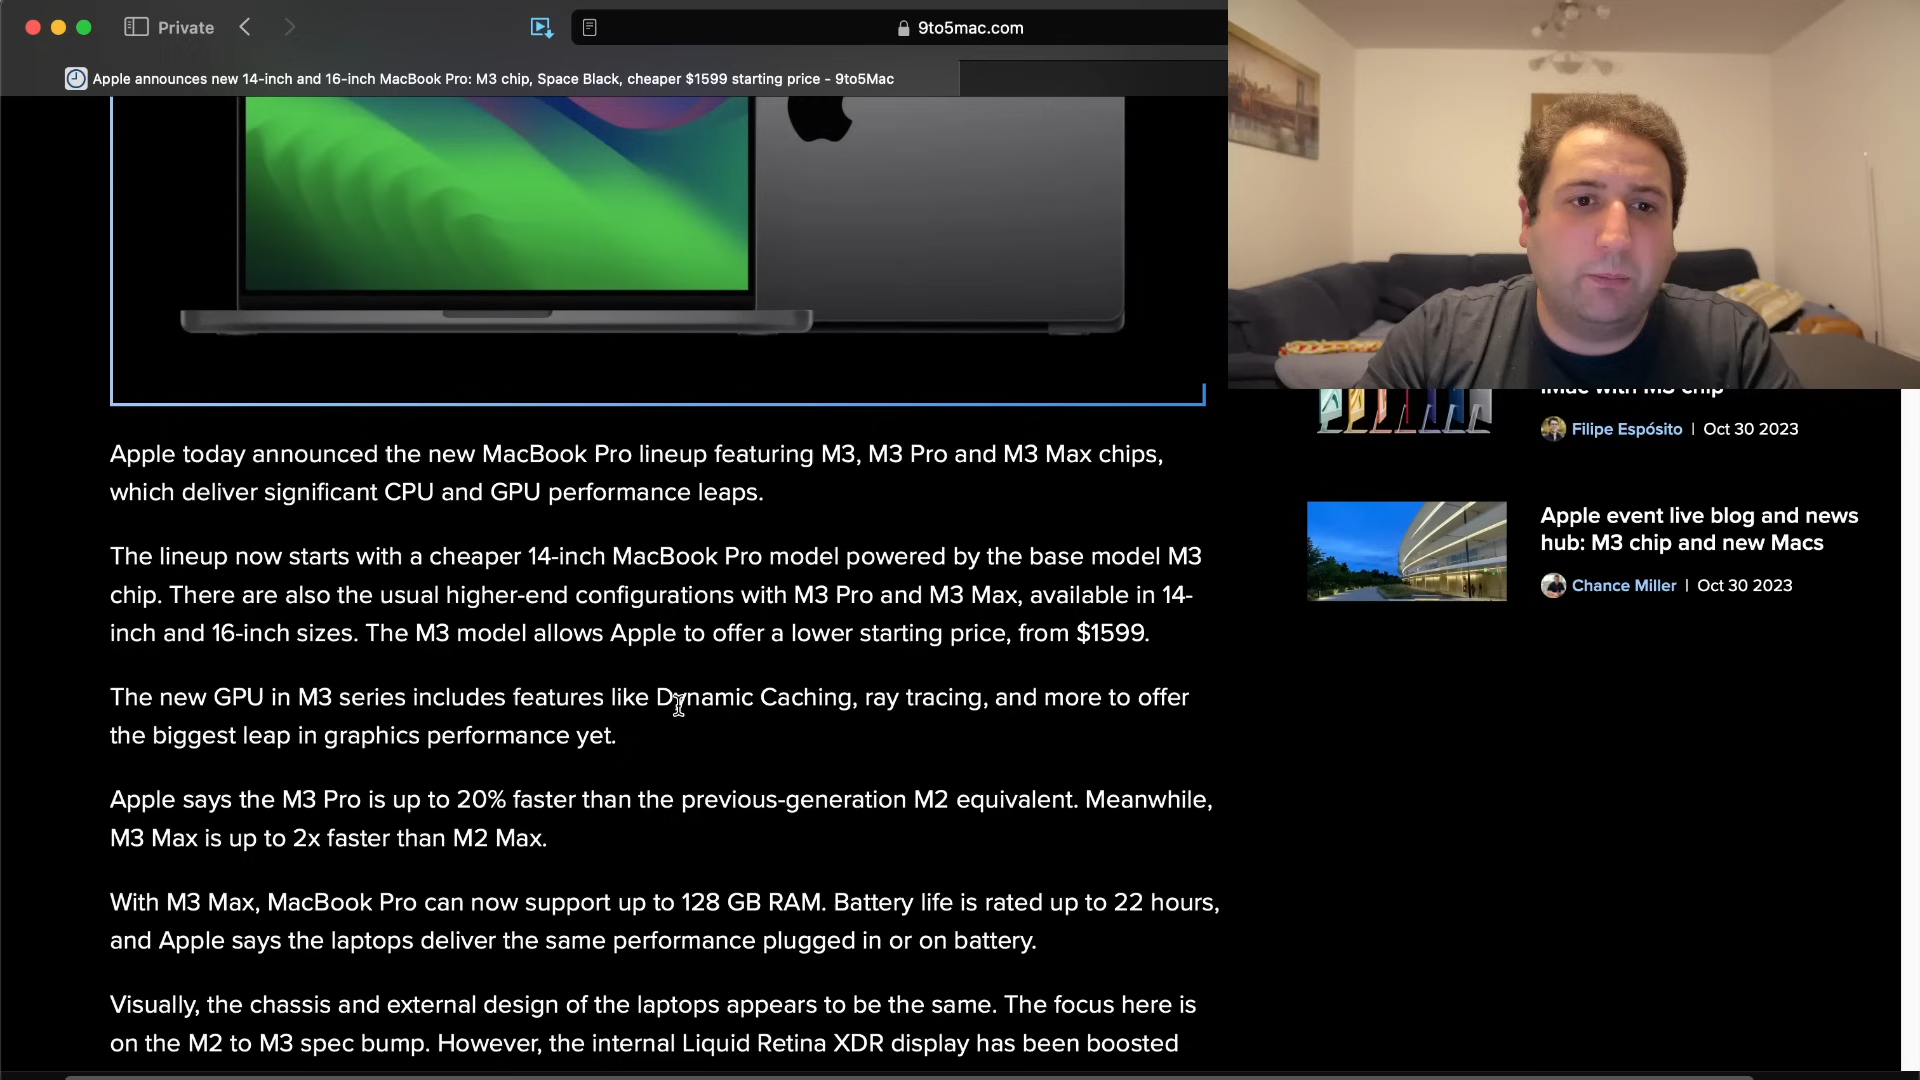 Private
9to5mac.com
Apple announces new 14-inch and 16-inch MacBook Pro: M3 chip, Space Black, cheaper $1599 starting price - 9to5Mac
Apple today announced the new MacBook Pro lineup featuring M3, M3 Pro and M3 Max chips,
which deliver significant CPU and GPU performance leaps.
The lineup now starts with a cheaper 14-inch MacBook Pro model powered by the base model M3
chip. There are also the usual higher-end configurations with M3 Pro and M3 Max, available in 14-
inch and 16-inch sizes. The M3 model allows Apple to offer a lower starting price, from $1599.
The new GPU in M3 series includes features like Dynamic Caching, ray tracing, and more to offer
the biggest leap in graphics performance yet.
Apple says the M3 Pro is up to 20% faster than the previous-generation M2 equivalent. Meanwhile,
M3 Max is up to 2x faster than M2 Max.
With M3 Max, MacBook Pro can now support up to 128 GB RAM. Battery life is rated up to 22 hours,
and Apple says the laptops deliver the same performance plugged in or on battery.
Visually, the chassis and external design of the laptops appears to be the same. The focus here is
on the M2 to M3 spec bump. However, the internal Liquid Retina XDR display has been boosted
iMac with M3 chip
Filipe Espósito | Oct 30 2023
Apple event live blog and news
hub: M3 chip and new Macs
Chance Miller | Oct 30 2023